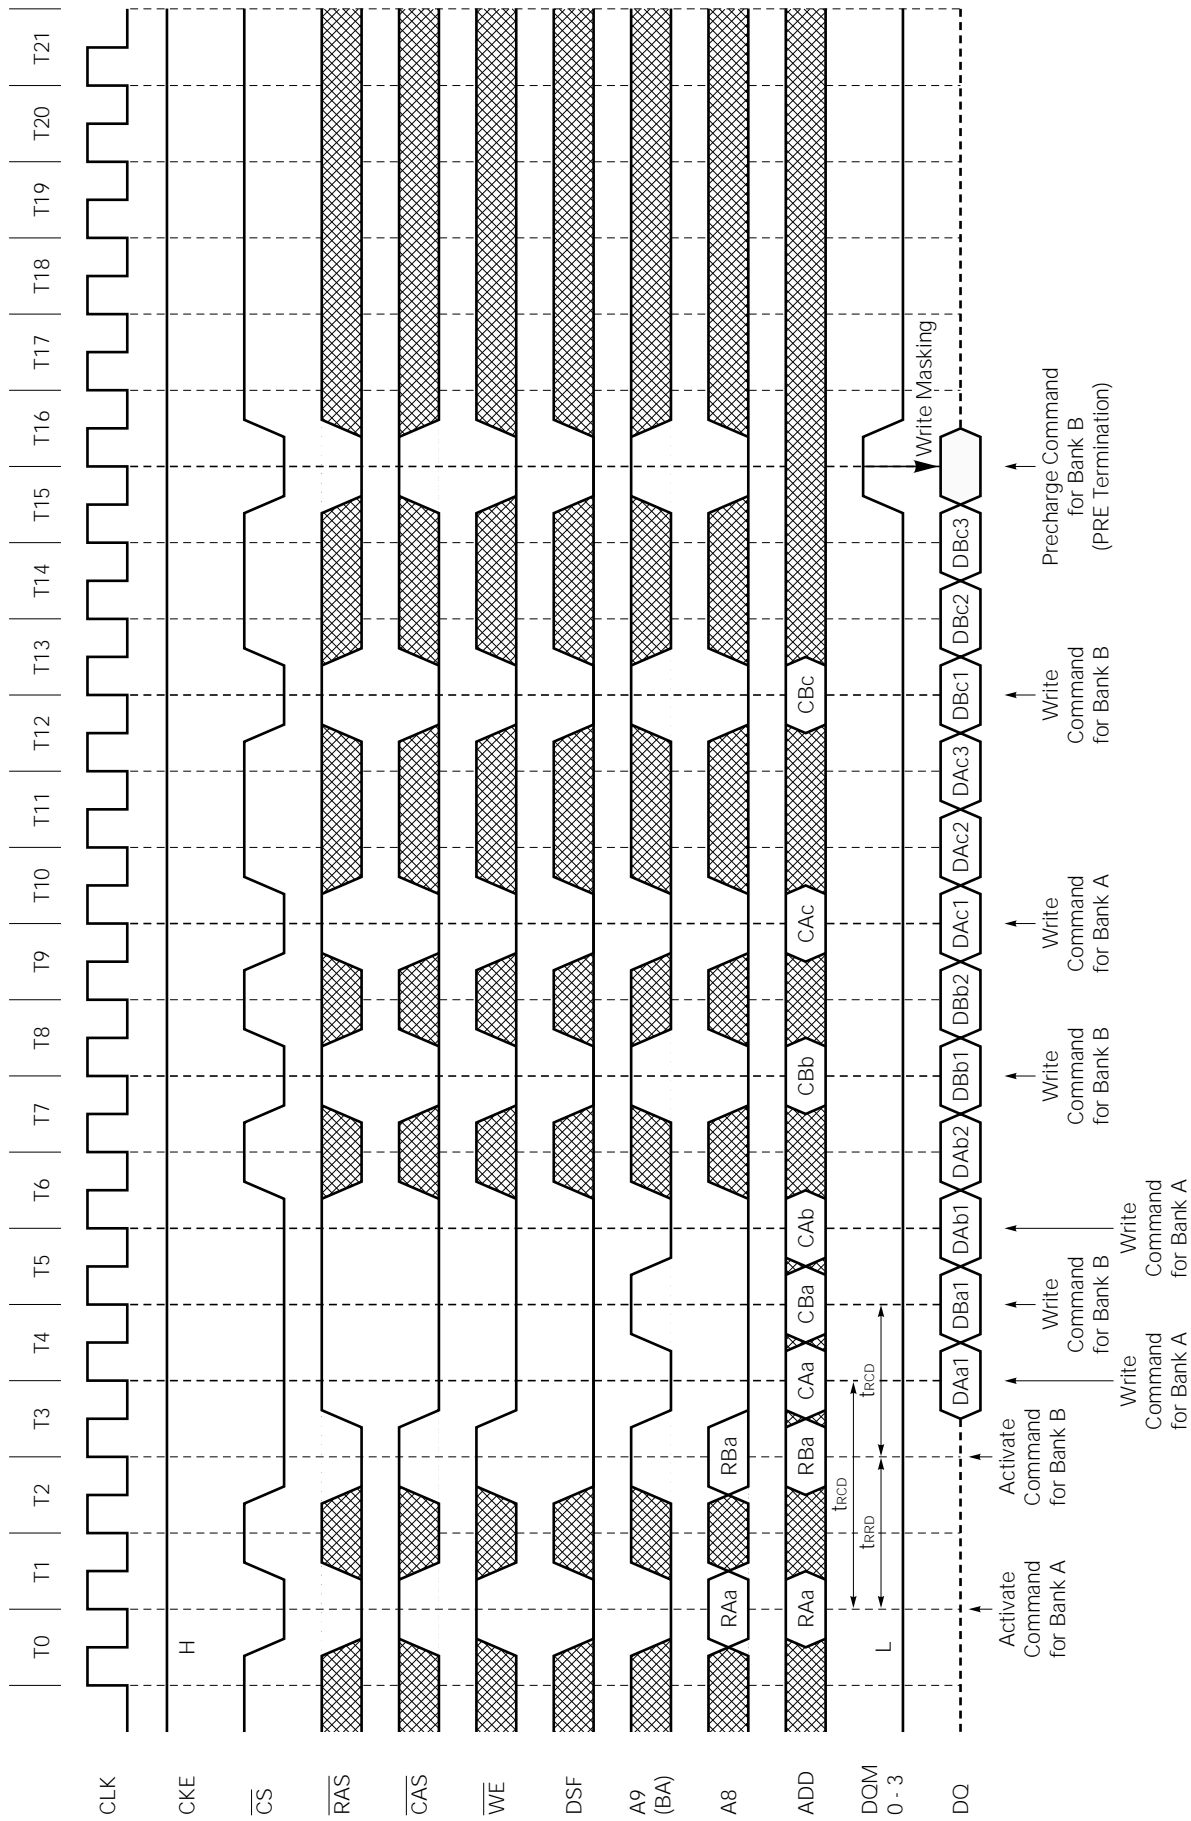 T0 T1 T2 T3 T4 T5 T6 T7 T8 T9 T10 T11 T12 T13 T14 T15 T16 T17 T18 T19 T20 T21
CLK
CKE
H
CS
RAS
CAS
WE
DSF
A9
(BA)
A8
RAa RBa
ADD
RAa RBa CAa CBa CAb CBb CAc CBc
tRCD
tRRD tRCD
DQM
0 - 3
L
Write Masking
DQ
DAa1 DBa1 DAb1 DAb2 DBb1 DBb2 DAc1 DAc2 DAc3 DBc1 DBc2 DBc3
Activate
Command
for Bank A
Activate
Command
for Bank B
Write
Command
for Bank A
Write
Command
for Bank B
Write
Command
for Bank A
Write
Command
for Bank B
Write
Command
for Bank A
Write
Command
for Bank B
Precharge Command
for Bank B
(PRE Termination)